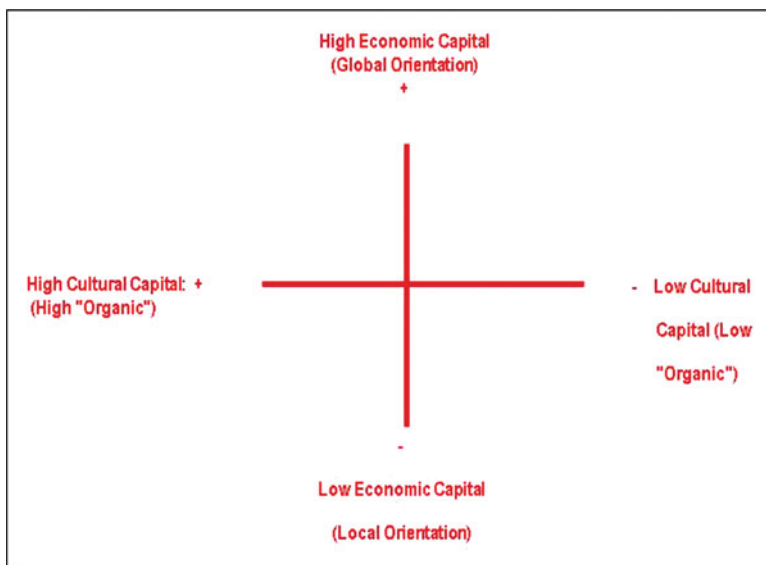 High Economic Capital
(Global Orientation)
+
High Cultural Capital: +
(High "Organic")
- Low Cultural
Capital (Low
"Organic")
-
Low Economic Capital
(Local Orientation)